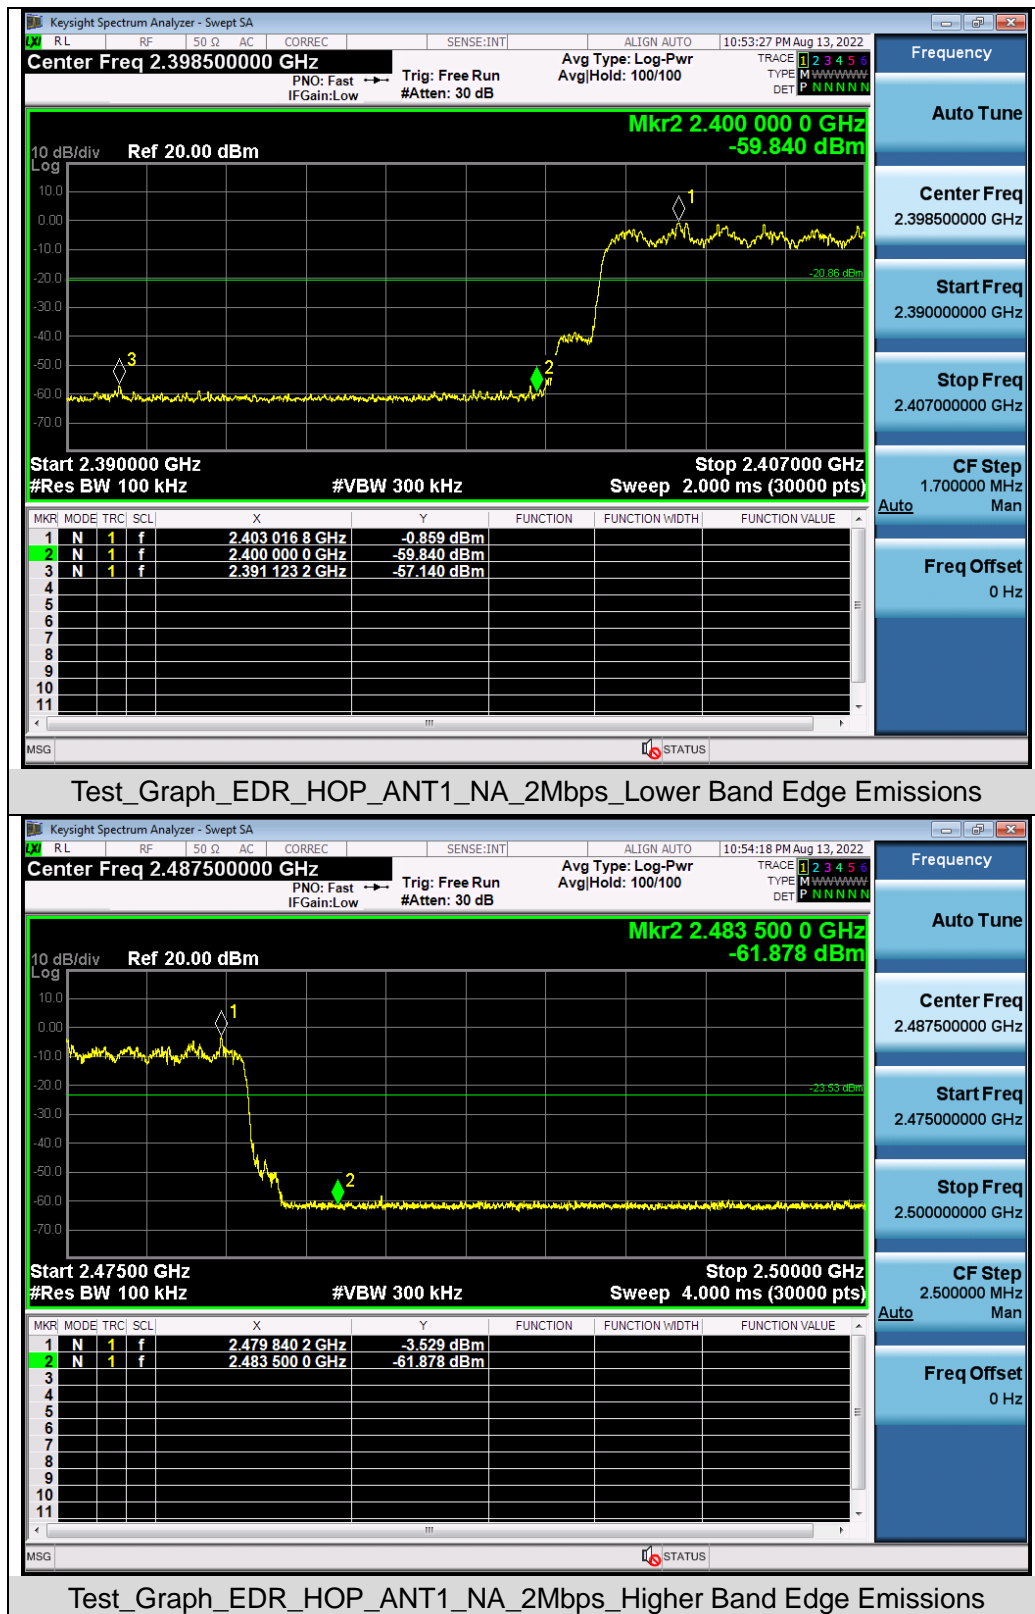 Keysight Spectrum Analyzer - Swept SA
LXI RL RF 50 Ω AC CORREC SENSE:INT ALIGN AUTO 10:53:27 PM Aug 13, 2022
Center Freq 2.398500000 GHz Avg Type: Log-Pwr TRACE 1 2 3 4 5 6
PNO: Fast Trig: Free Run Avg|Hold: 100/100 TYPE M WWWWW
IFGain:Low #Atten: 30 dB DET P N N N N N
Frequency
Auto Tune
Mkr2 2.400 000 0 GHz
-59.840 dBm
10 dB/div Ref 20.00 dBm
Log
10.0
0.00
-10.0
-20.0
-30.0
-40.0
-50.0
-60.0
-70.0
1
-20.86 dBm
3
2
Start 2.390000 GHz Stop 2.407000 GHz
#Res BW 100 kHz #VBW 300 kHz Sweep 2.000 ms (30000 pts)
Center Freq
2.398500000 GHz
Start Freq
2.390000000 GHz
Stop Freq
2.407000000 GHz
CF Step
1.700000 MHz
Auto Man
Freq Offset
0 Hz
MKR MODE TRC SCL X Y FUNCTION FUNCTION WIDTH FUNCTION VALUE
1 N 1 f 2.403 016 8 GHz -0.859 dBm
2 N 1 f 2.400 000 0 GHz -59.840 dBm
3 N 1 f 2.391 123 2 GHz -57.140 dBm
4
5
6
7
8
9
10
11
MSG STATUS
Test_Graph_EDR_HOP_ANT1_NA_2Mbps_Lower Band Edge Emissions
Keysight Spectrum Analyzer - Swept SA
LXI RL RF 50 Ω AC CORREC SENSE:INT ALIGN AUTO 10:54:18 PM Aug 13, 2022
Center Freq 2.487500000 GHz Avg Type: Log-Pwr TRACE 1 2 3 4 5 6
PNO: Fast Trig: Free Run Avg|Hold: 100/100 TYPE M WWWWW
IFGain:Low #Atten: 30 dB DET P N N N N N
Frequency
Auto Tune
Mkr2 2.483 500 0 GHz
-61.878 dBm
10 dB/div Ref 20.00 dBm
Log
10.0
0.00
-10.0
-20.0
-30.0
-40.0
-50.0
-60.0
-70.0
1
-23.53 dBm
2
Start 2.47500 GHz Stop 2.50000 GHz
#Res BW 100 kHz #VBW 300 kHz Sweep 4.000 ms (30000 pts)
Center Freq
2.487500000 GHz
Start Freq
2.475000000 GHz
Stop Freq
2.500000000 GHz
CF Step
2.500000 MHz
Auto Man
Freq Offset
0 Hz
MKR MODE TRC SCL X Y FUNCTION FUNCTION WIDTH FUNCTION VALUE
1 N 1 f 2.479 840 2 GHz -3.529 dBm
2 N 1 f 2.483 500 0 GHz -61.878 dBm
3
4
5
6
7
8
9
10
11
MSG STATUS
Test_Graph_EDR_HOP_ANT1_NA_2Mbps_Higher Band Edge Emissions